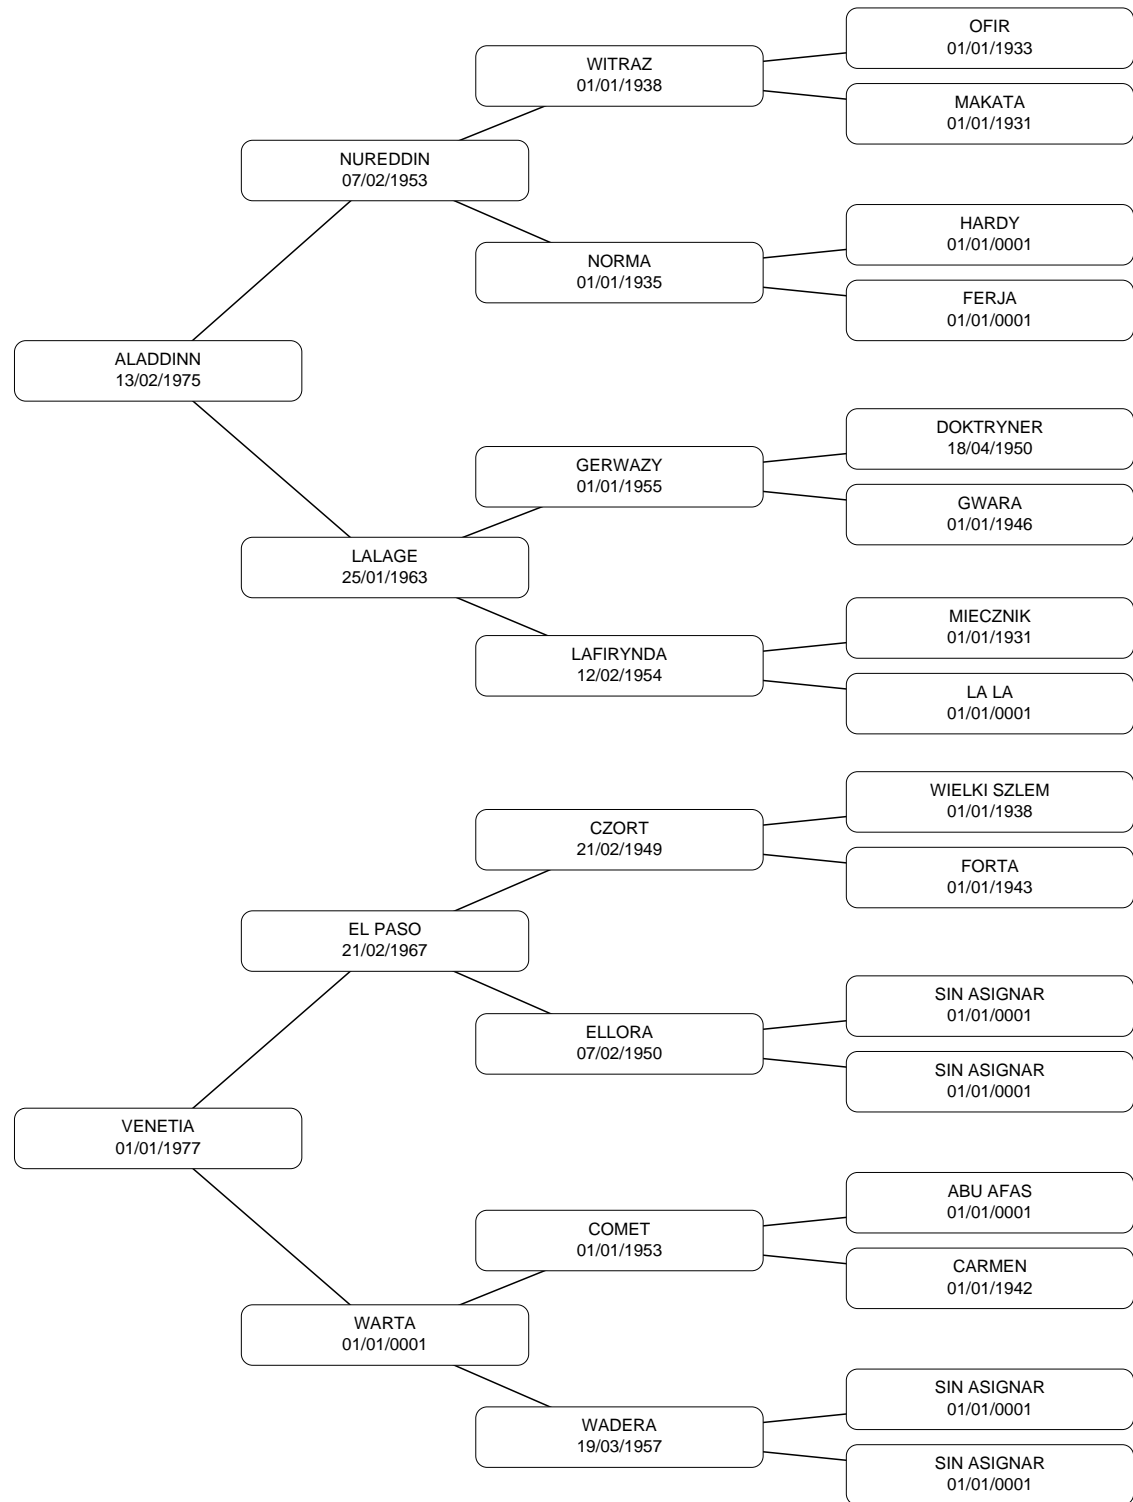 OFIR
01/01/1933
WITRAZ
01/01/1938
MAKATA
01/01/1931
NUREDDIN
07/02/1953
HARDY
01/01/0001
NORMA
01/01/1935
FERJA
01/01/0001
ALADDINN
13/02/1975
DOKTRYNER
18/04/1950
GERWAZY
01/01/1955
GWARA
01/01/1946
LALAGE
25/01/1963
MIECZNIK
01/01/1931
LAFIRYNDA
12/02/1954
LA LA
01/01/0001
WIELKI SZLEM
01/01/1938
CZORT
21/02/1949
FORTA
01/01/1943
EL PASO
21/02/1967
SIN ASIGNAR
01/01/0001
ELLORA
07/02/1950
SIN ASIGNAR
01/01/0001
VENETIA
01/01/1977
ABU AFAS
01/01/0001
COMET
01/01/1953
CARMEN
01/01/1942
WARTA
01/01/0001
SIN ASIGNAR
01/01/0001
WADERA
19/03/1957
SIN ASIGNAR
01/01/0001